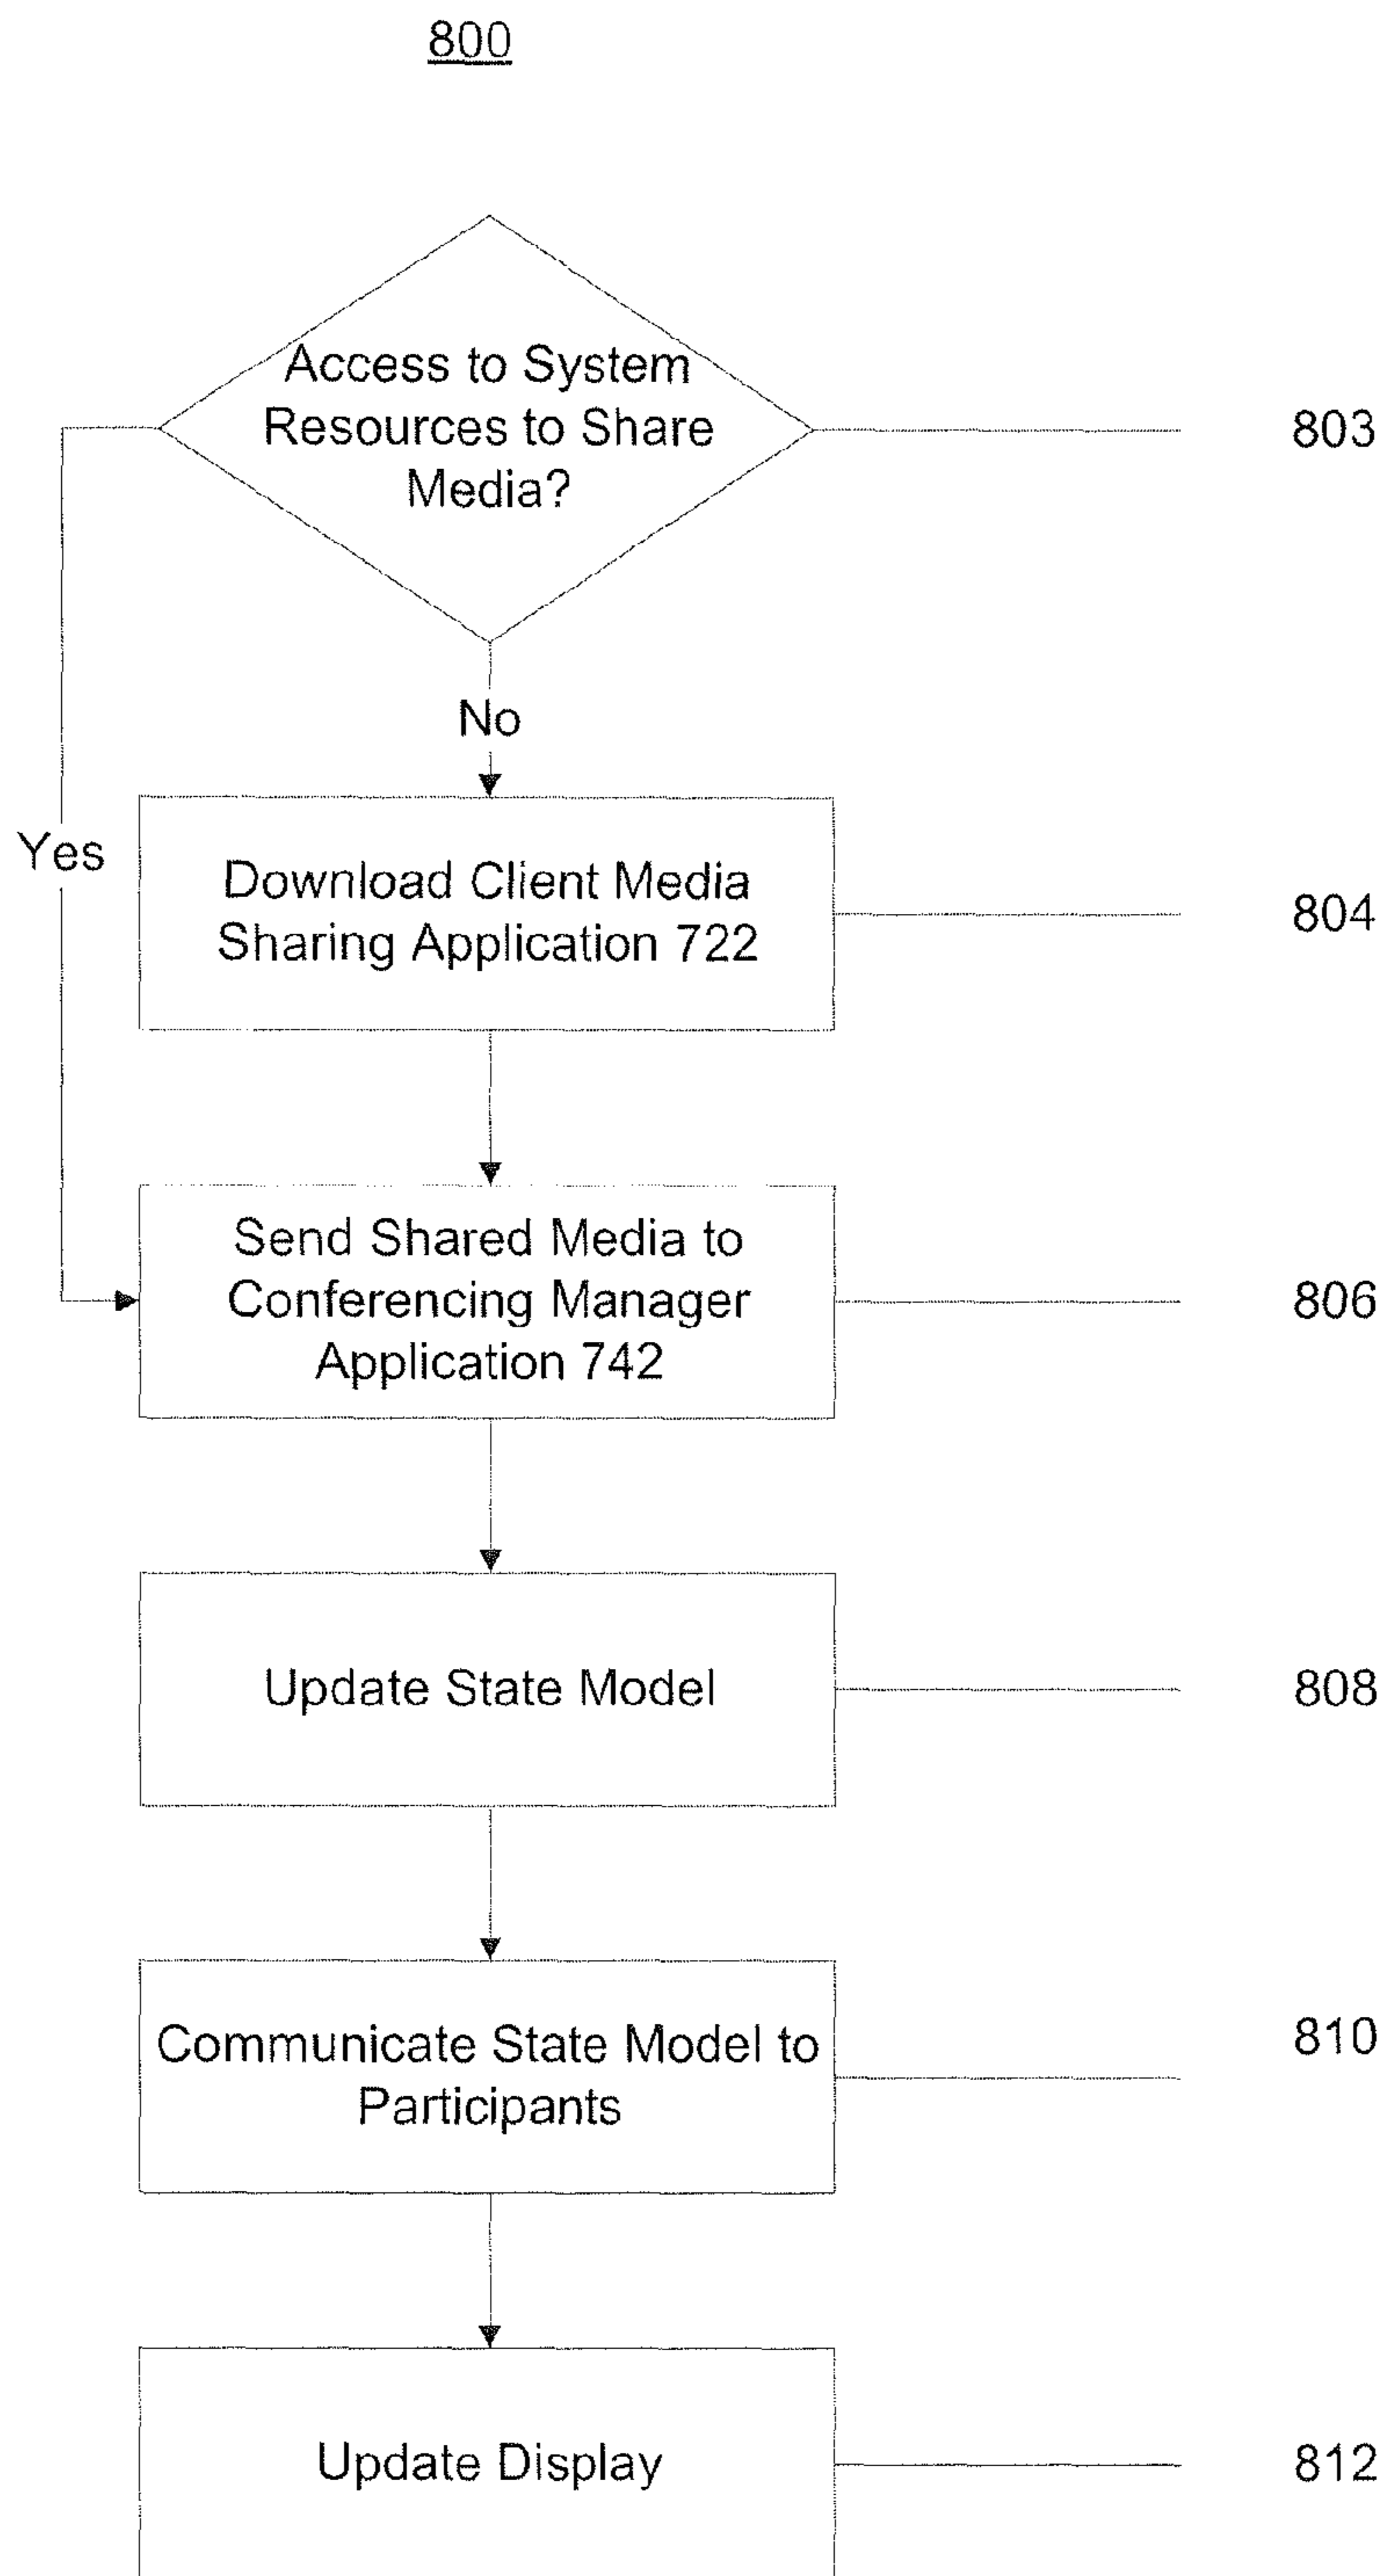 800
Access to System
Resources to Share
Media?
803
No
Yes
Download Client Media
Sharing Application 722
804
Send Shared Media to
Conferencing Manager
Application 742
806
Update State Model
808
Communicate State Model to
Participants
810
Update Display
812